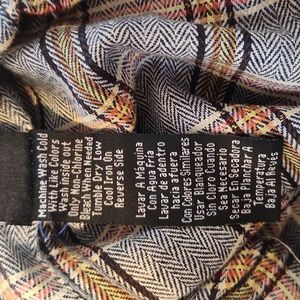 Machine Wash Cold
With Like Colors
Wash Inside Out
Only Non-Chlorine
Bleach When Needed
Tumble Dry Low
Cool Iron On
Reverse Side
Lavar A Máquina
Con Agua Fría
Lavar de adentro
hacia afuera
Con Colores Similares
Usar Blanqueador
Sin Cloro Cuando
Sea Necesario
Secar En Secadora
Baja Planchar A
Temperatura
Baja Al Revés